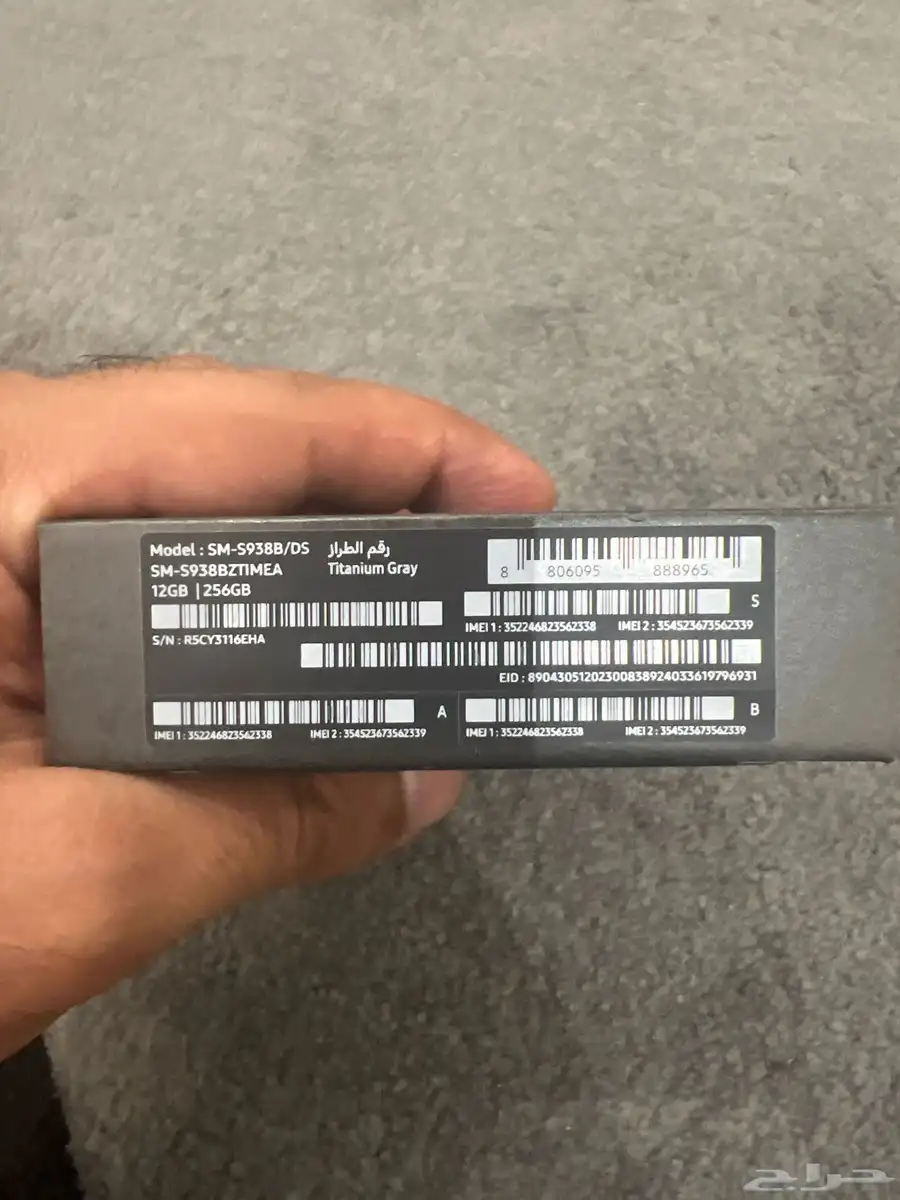 Model : SM-S938B/DS رقم الطراز
SM-S938BZTIMEA Titanium Gray
12GB | 256GB
8 806095 888965
S/N : R5CY3116EHA
S
IMEI 1 : 352246823562338 IMEI 2 : 354523673562339
EID : 89043051202300838924033619796931
A
IMEI 1 : 352246823562338 IMEI 2 : 354523673562339
B
IMEI 1 : 352246823562338 IMEI 2 : 354523673562339
حراج